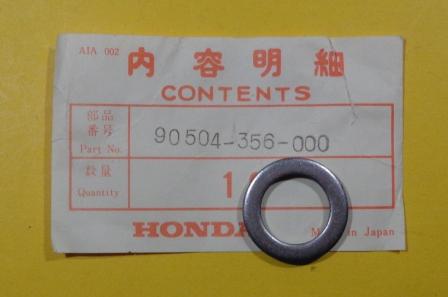 AIA 002
内容明細
CONTENTS
部品
番号
Part No.
90504-356-000
数量
Quantity
1
HONDA
in Japan